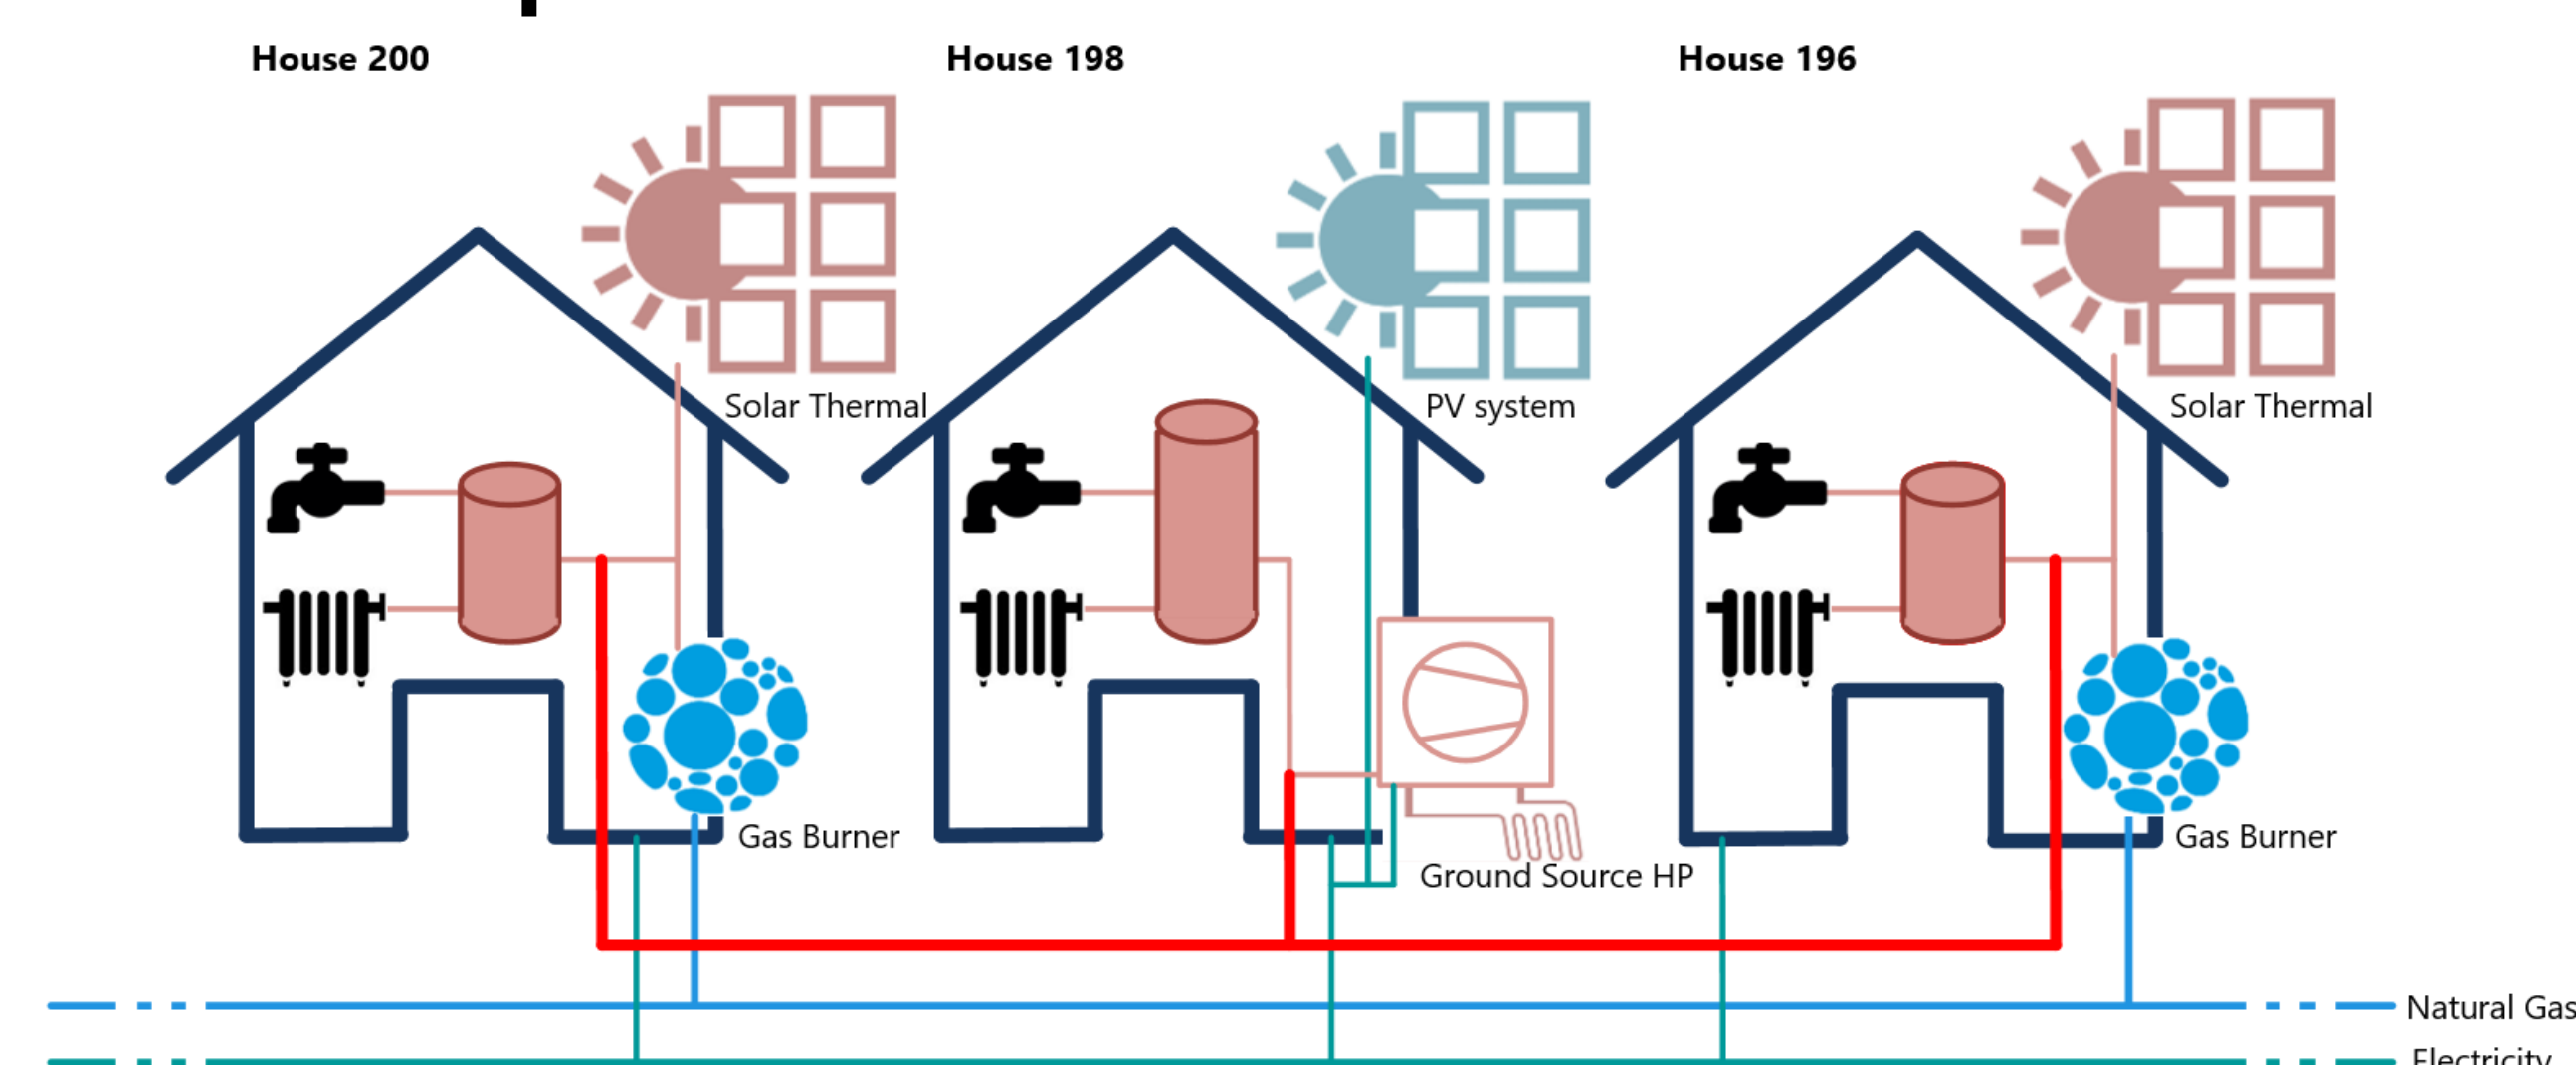 House 200
House 198
House 196
Solar Thermal
PV system
Solar Thermal
Gas Burner
Gas Burner
Ground Source HP
Natural Gas
Electricity